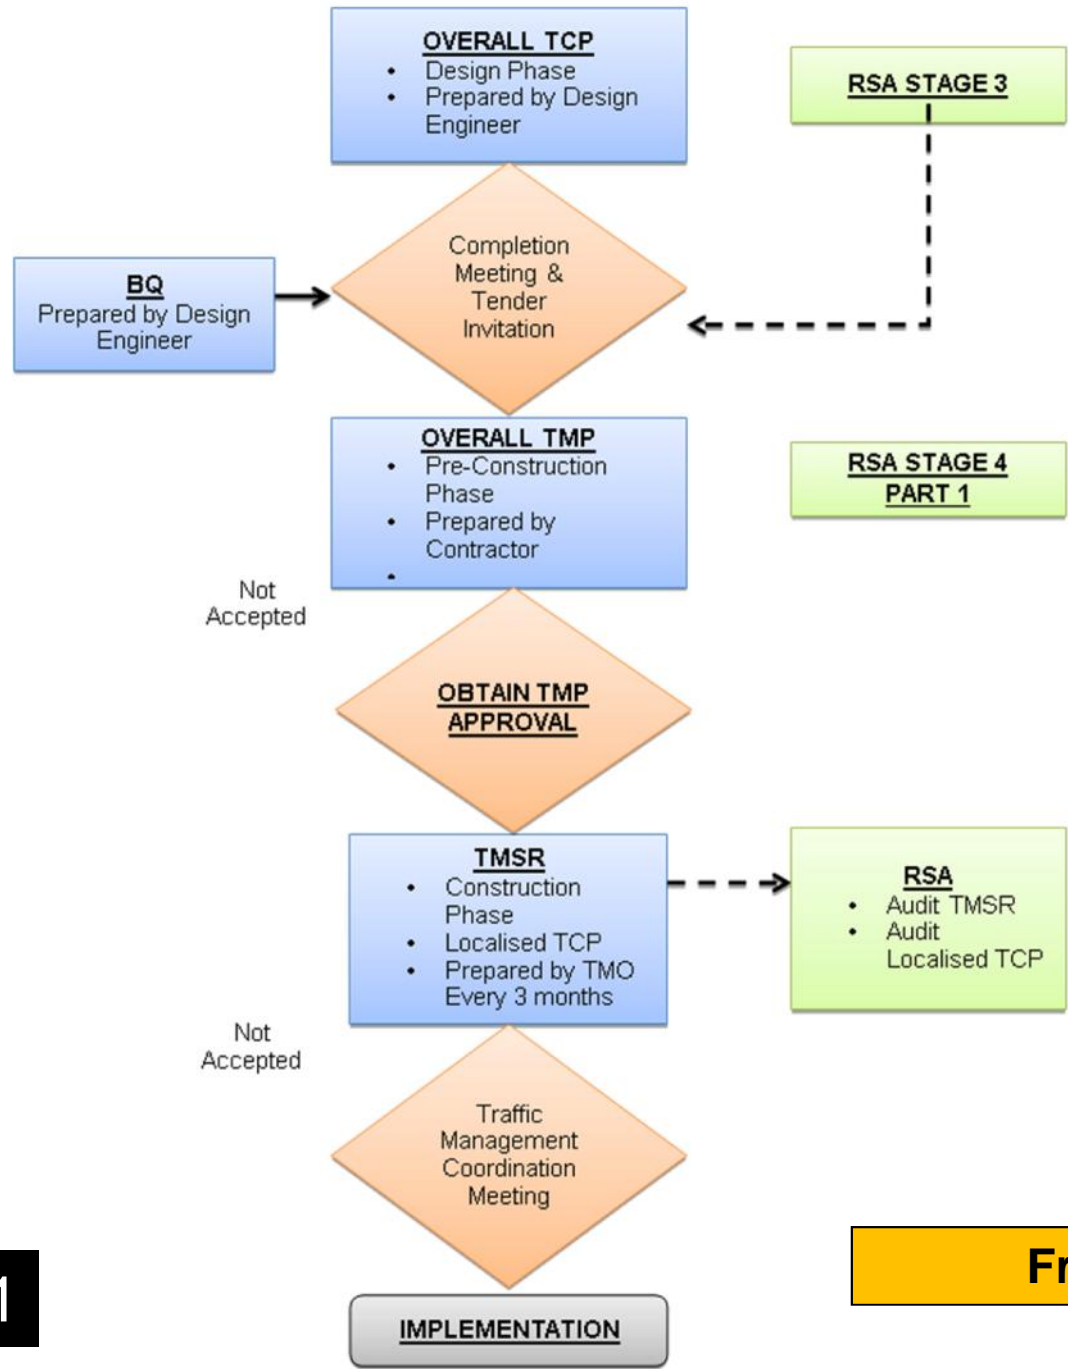 OVERALL TCP
• Design Phase
• Prepared by Design
Engineer
RSA STAGE 3
Completion
Meeting &
Tender
Invitation
BQ
Prepared by Design
Engineer
OVERALL TMP
• Pre-Construction
Phase
• Prepared by
Contractor
•
RSA STAGE 4
PART 1
Not
Accepted
OBTAIN TMP
APPROVAL
TMSR
• Construction
Phase
• Localised TCP
• Prepared by TMO
Every 3 months
RSA
• Audit TMSR
• Audit
Localised TCP
Not
Accepted
Traffic
Management
Coordination
Meeting
Fr
1
IMPLEMENTATION